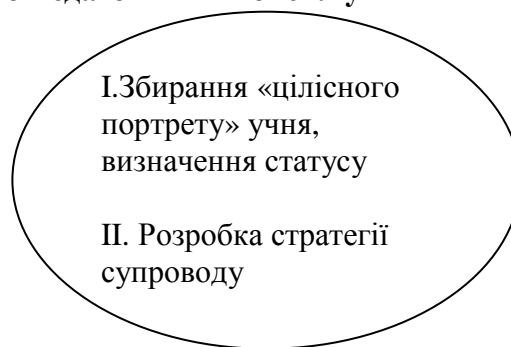 І.Збирання «цілісного
портрету» учня,
визначення статусу
ІІ. Розробка стратегії
супроводу